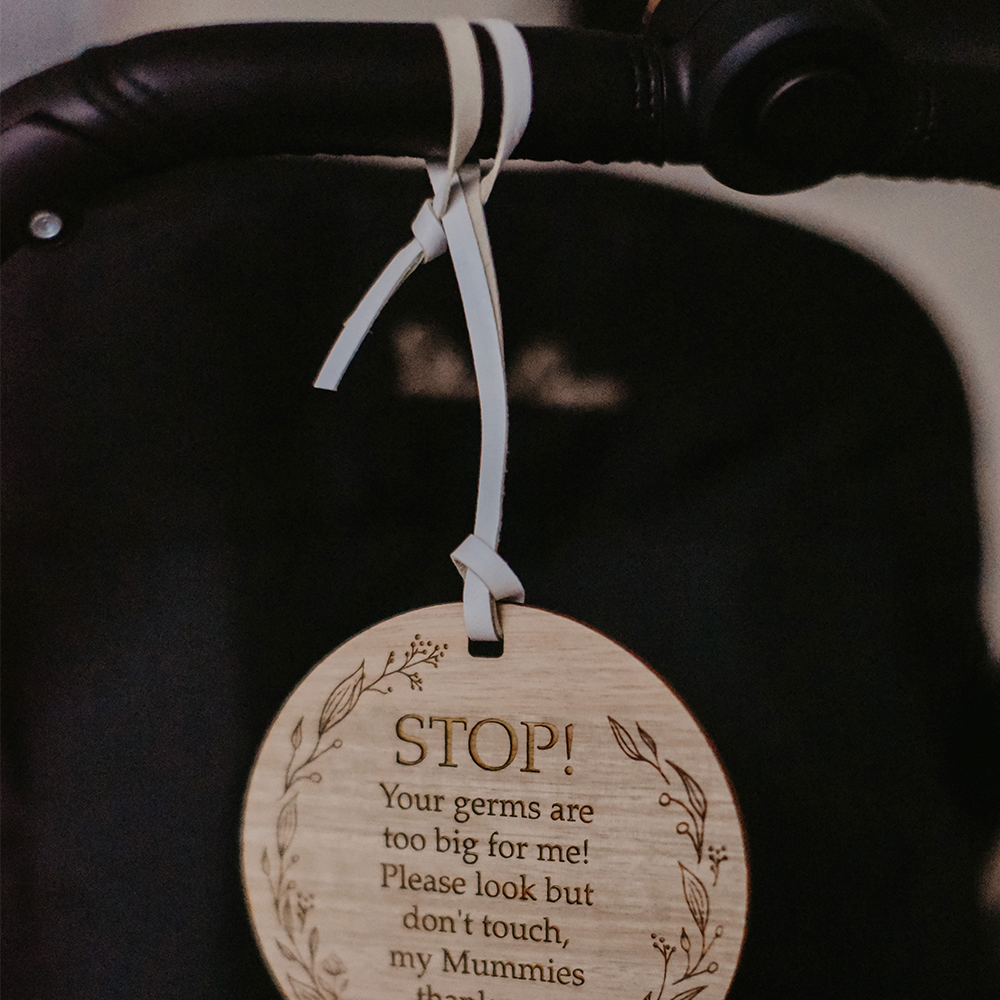 STOP!
Your germs are
too big for me!
Please look but
don't touch,
my Mummies